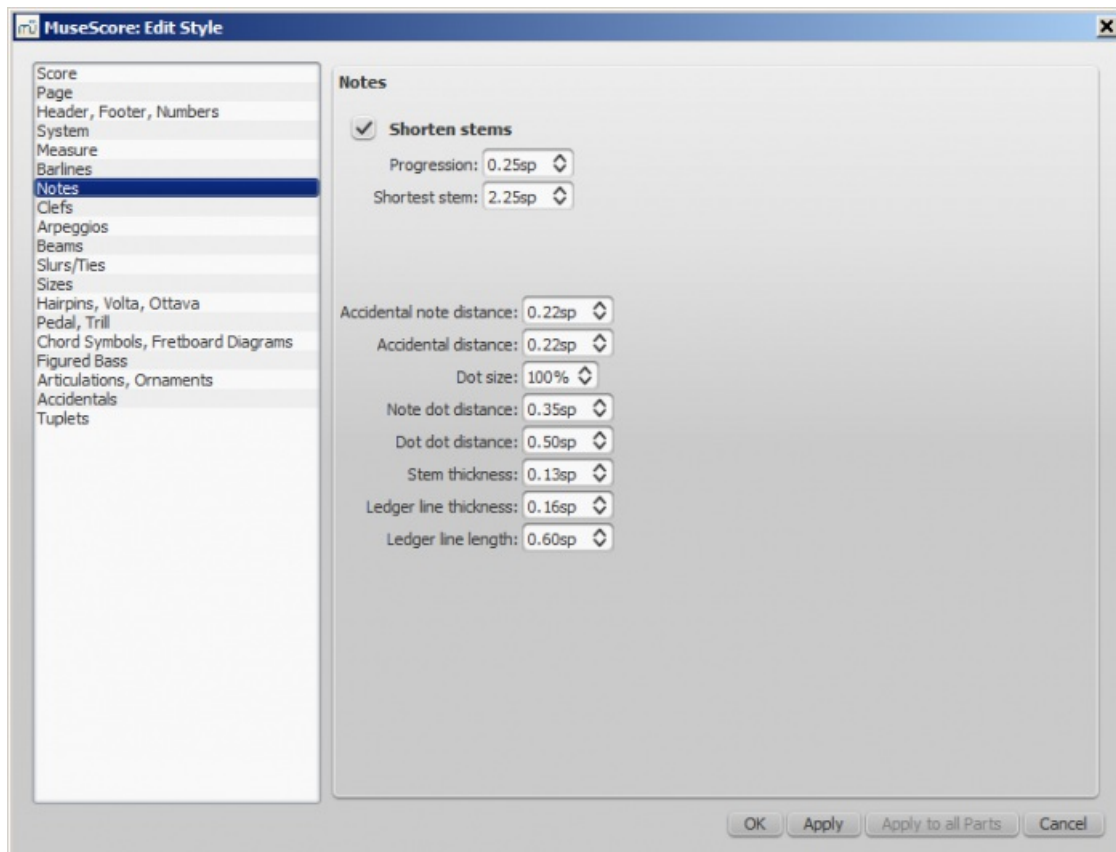 MuseScore: Edit Style
Score
Page
Header, Footer, Numbers
System
Measure
Barlines
Notes
Clefs
Arpeggios
Beams
Slurs/Ties
Sizes
Hairpins, Volta, Ottava
Pedal, Trill
Chord Symbols, Fretboard Diagrams
Figured Bass
Articulations, Ornaments
Accidentals
Tuplets
Notes
Shorten stems
Progression: 0.25sp
Shortest stem: 2.25sp
Accidental note distance: 0.22sp
Accidental distance: 0.22sp
Dot size: 100%
Note dot distance: 0.35sp
Dot dot distance: 0.50sp
Stem thickness: 0.13sp
Ledger line thickness: 0.16sp
Ledger line length: 0.60sp
OK Apply Apply to all Parts Cancel